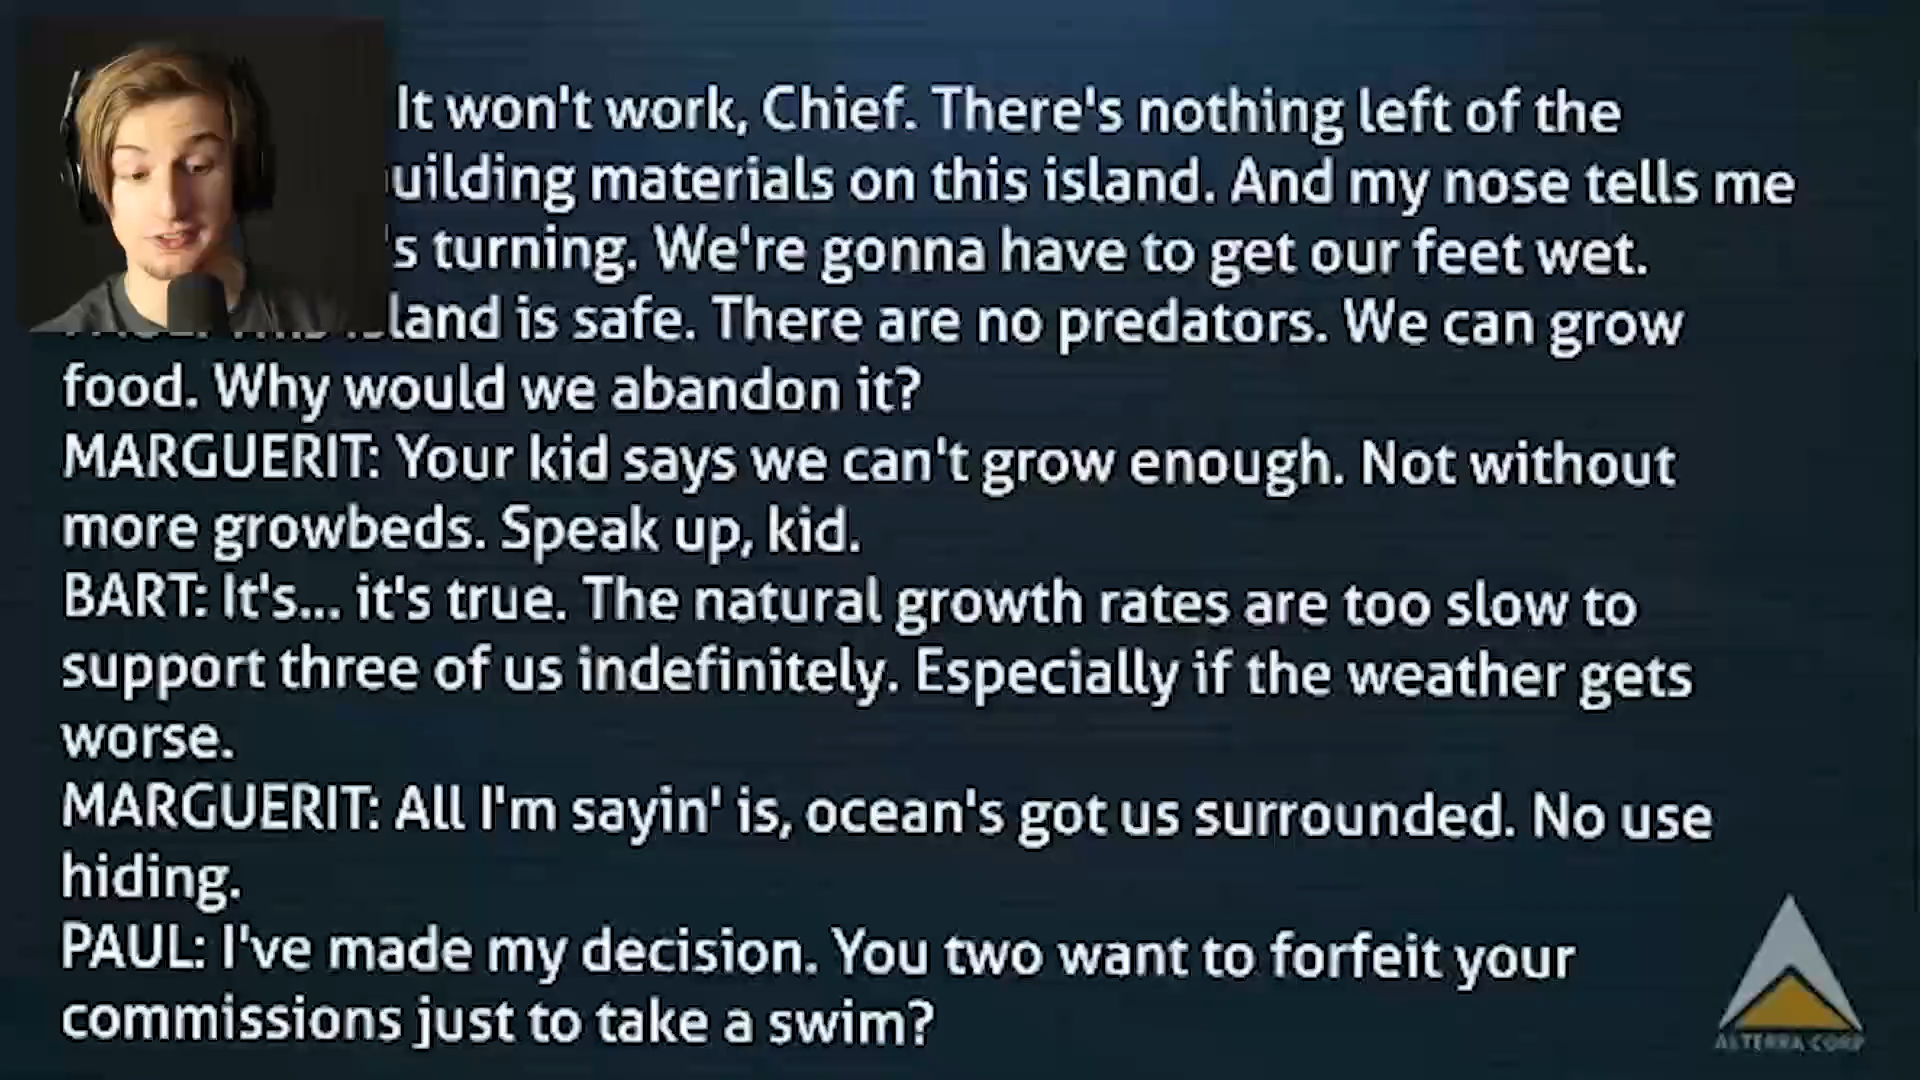 It won't work, Chief. There's nothing left of the
uilding materials on this island. And my nose tells me
's turning. We're gonna have to get our feet wet.
land is safe. There are no predators. We can grow
food. Why would we abandon it?
MARGUERIT: Your kid says we can't grow enough. Not without
more growbeds. Speak up, kid.
BART: It's... it's true. The natural growth rates are too slow to
support three of us indefinitely. Especially if the weather gets
worse.
MARGUERIT: All I'm sayin' is, ocean's got us surrounded. No use
hiding.
PAUL: I've made my decision. You two want to forfeit your
commissions just to take a swim?
ALTERRA CORP